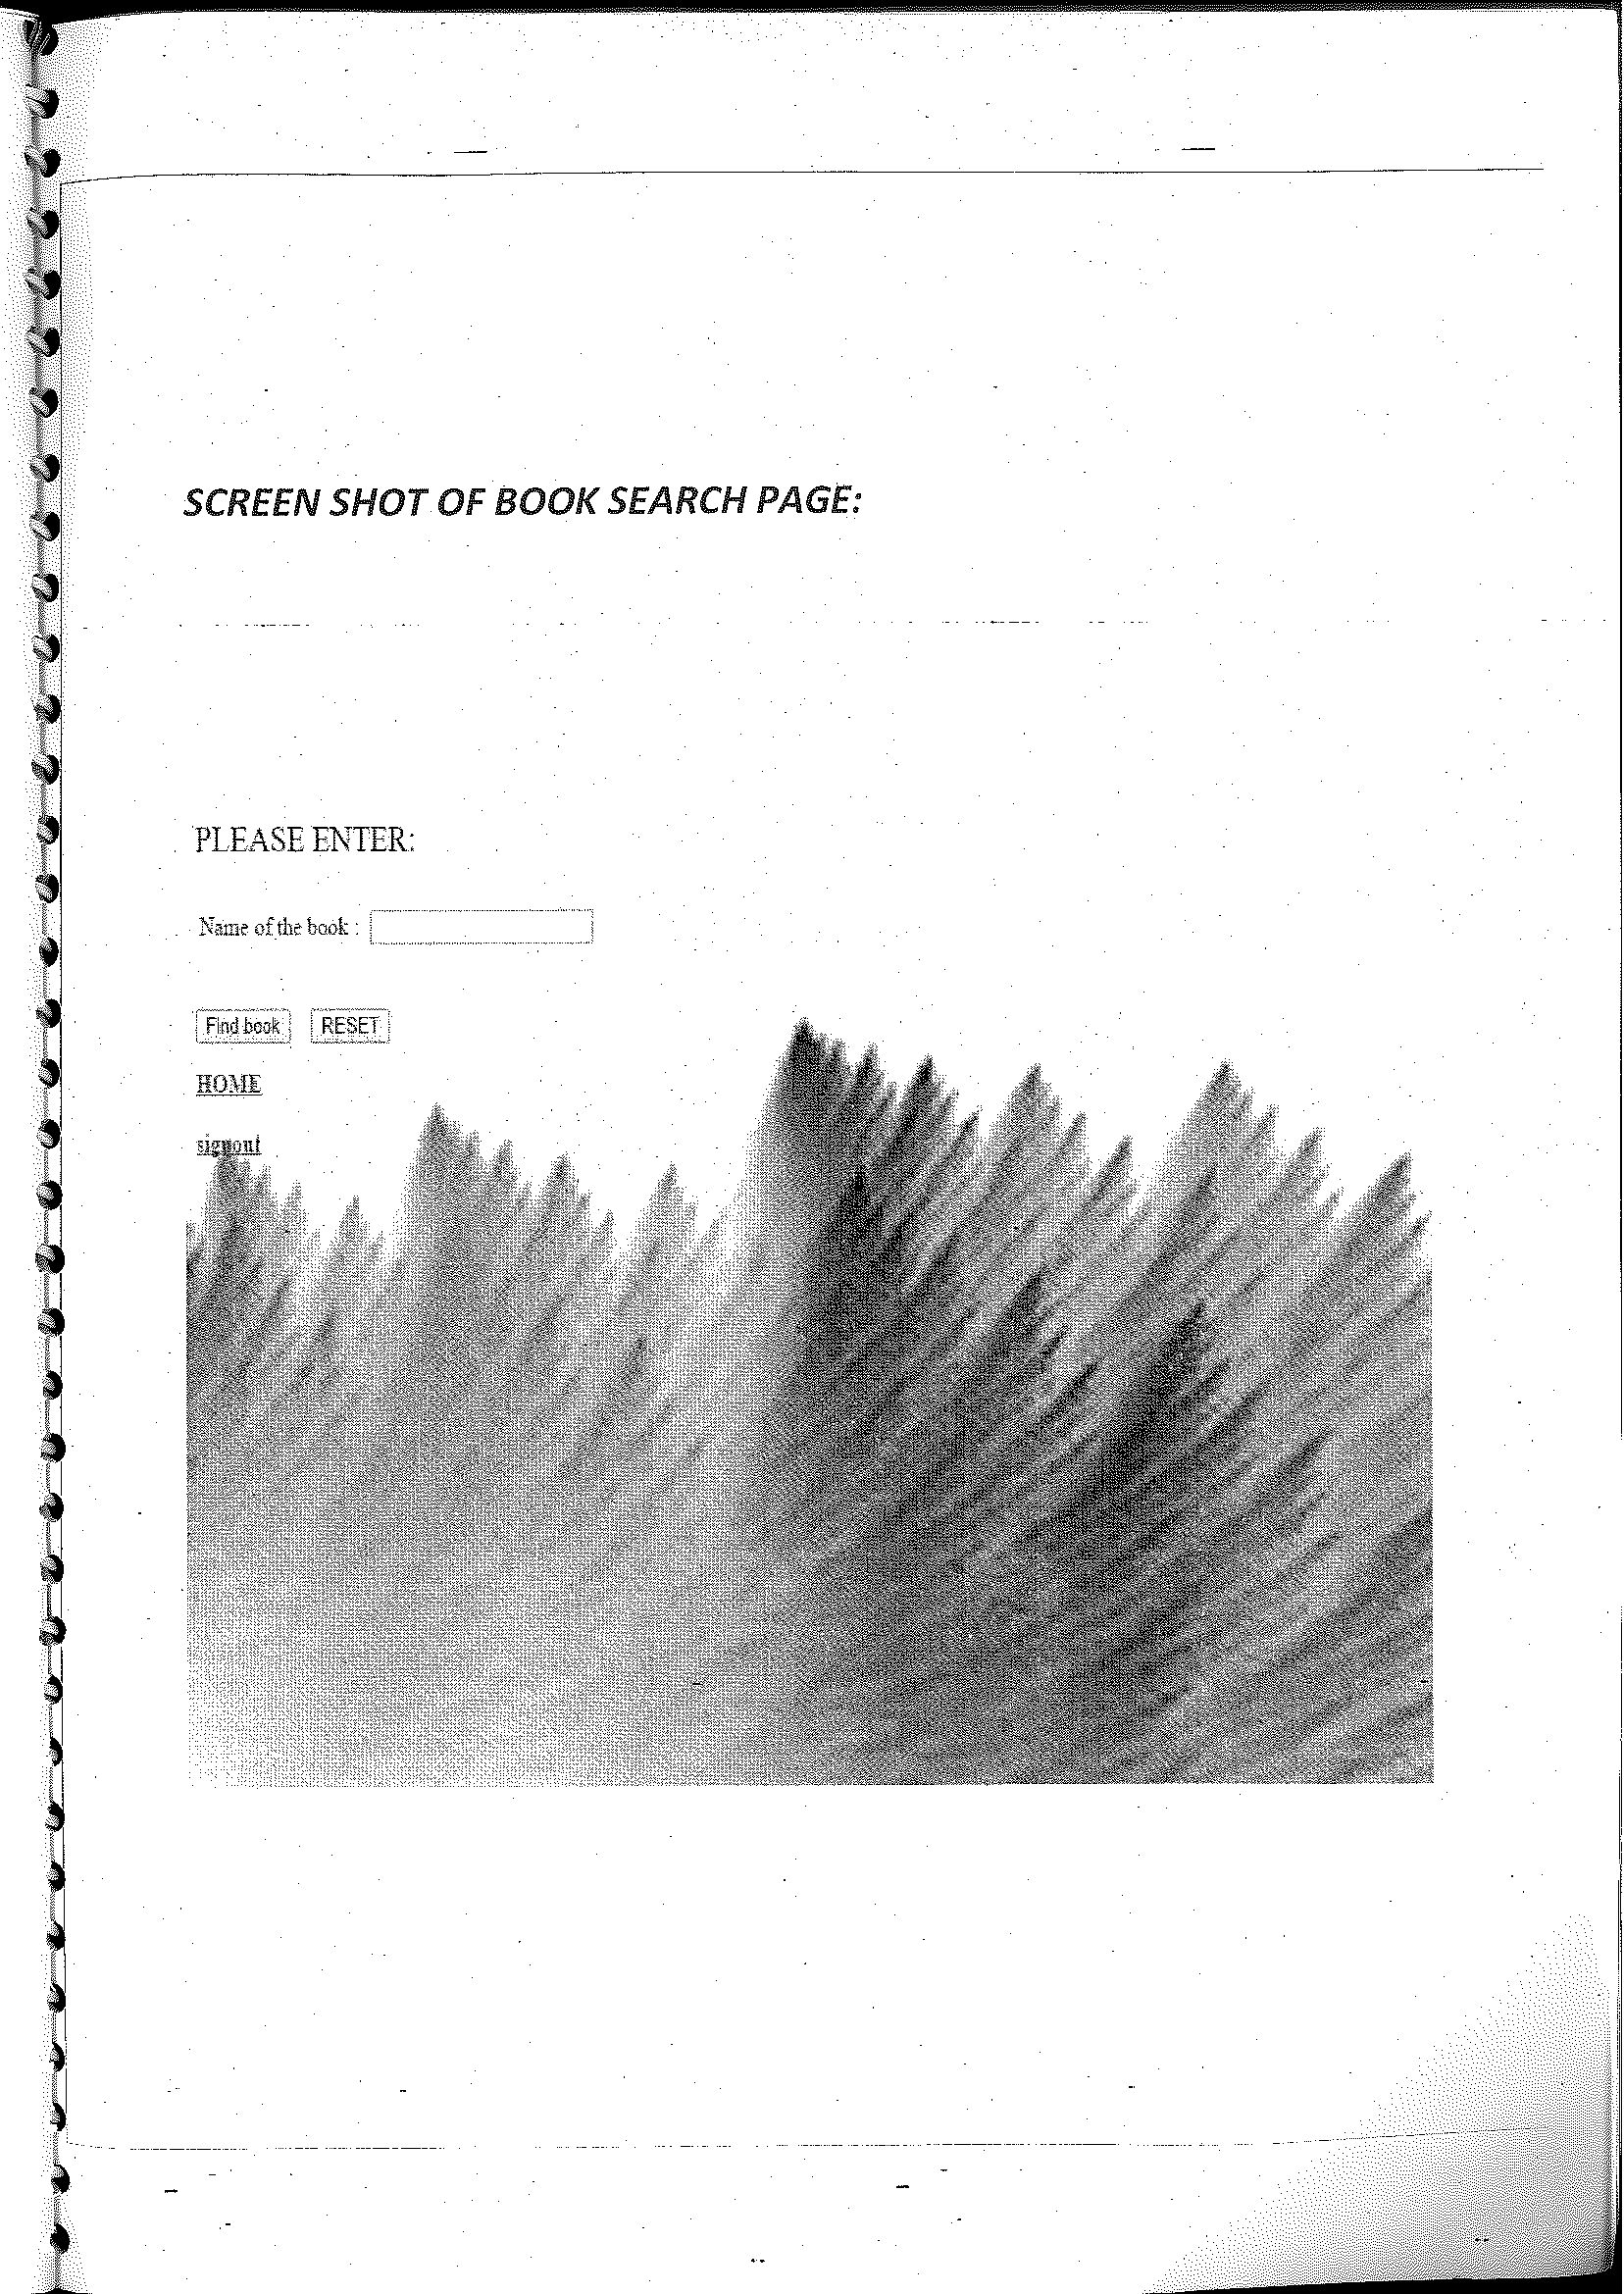 SCREEN SHOT OF BOOK SEARCH PAGE:
PLEASE ENTER:
Name of the book :
Find book RESET
HOME
signout